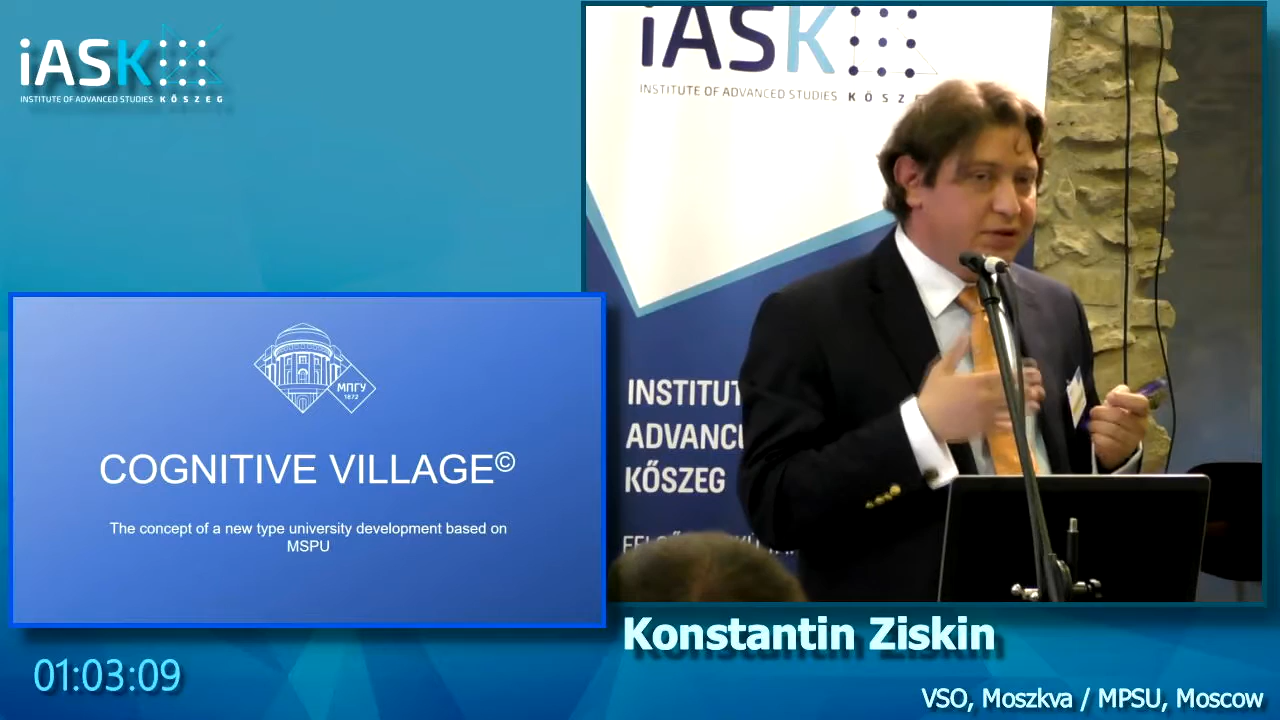 iASK
INSTITUTE OF ADVANCED STUDIES KŐSZEG
iASK
INSTITUTE OF ADVANCED STUDIES KŐSZ
INSTITUT
ADVANC
KŐSZEG
МПГУ
1872
COGNITIVE VILLAGE©
The concept of a new type university development based on
MSPU
Konstantin Ziskin
01:03:09
VSO, Moszkva / MPSU, Moscow